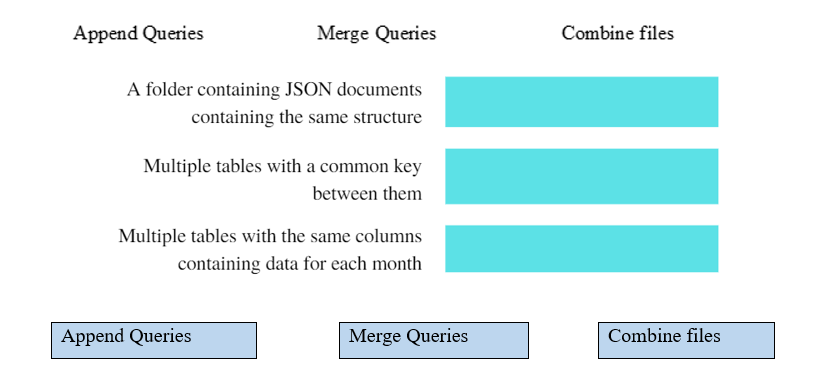 Append Queries Merge Queries Combine files
A folder containing JSON documents
containing the same structure
Multiple tables with a common key
between them
Multiple tables with the same columns
containing data for each month
Append Queries Merge Queries Combine files